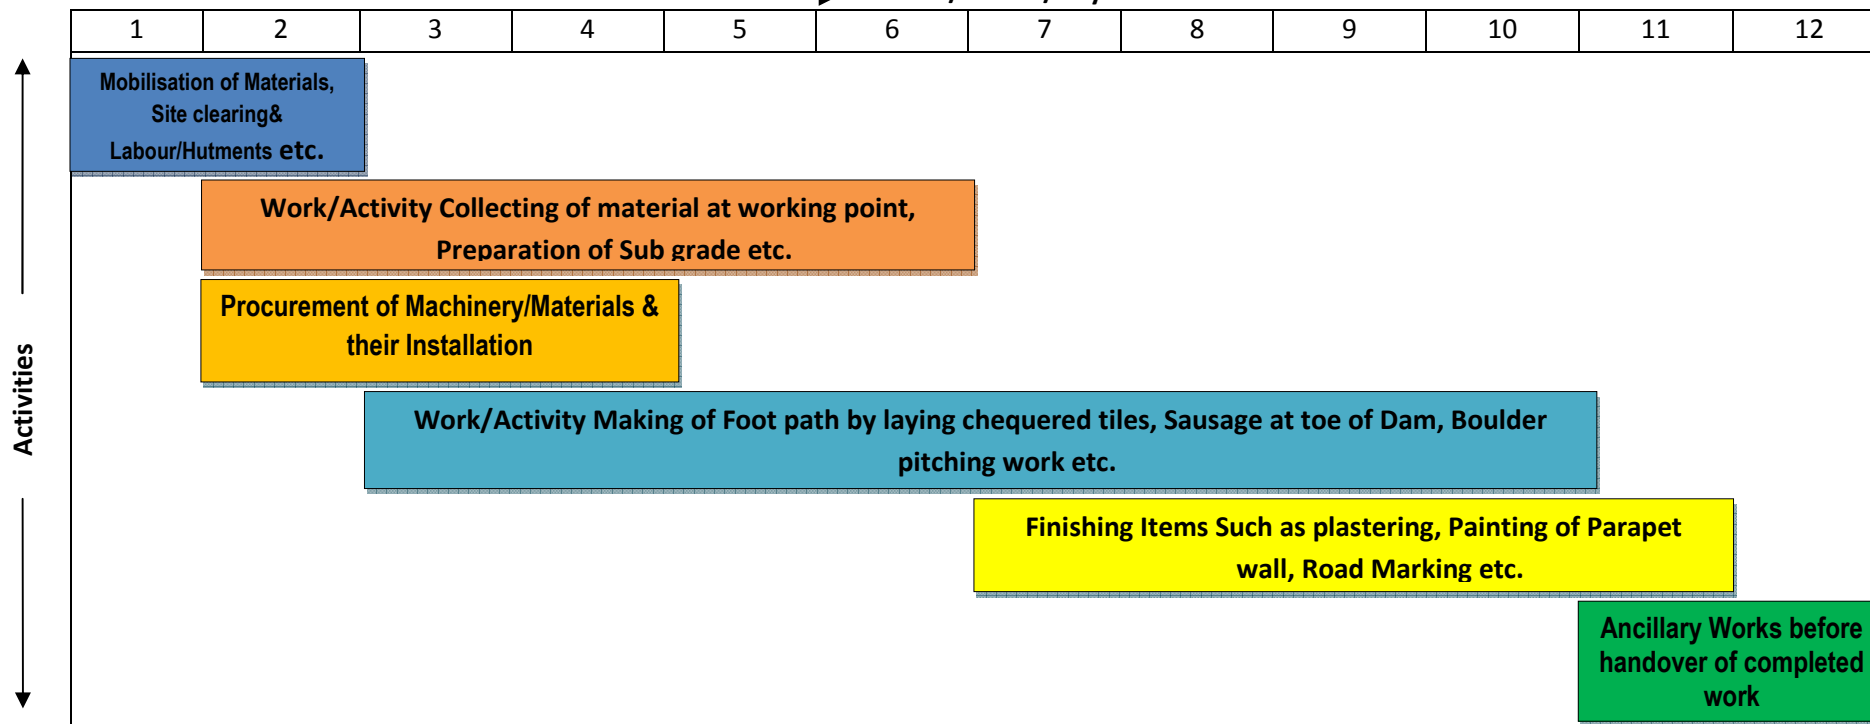 1 2 3 4 5 6 7 8 9 10 11 12
Mobilisation of Materials,
Site clearing&
Labour/Hutments etc.
Work/Activity Collecting of material at working point,
Preparation of Sub grade etc.
Procurement of Machinery/Materials &
their Installation
Activities
Work/Activity Making of Foot path by laying chequered tiles, Sausage at toe of Dam, Boulder
pitching work etc.
Finishing Items Such as plastering, Painting of Parapet
wall, Road Marking etc.
Ancillary Works before
handover of completed
work